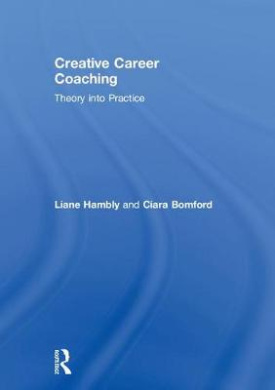 Creative Career
Coaching
Theory into Practice
Liane Hambly and Ciara Bomford
Routledge